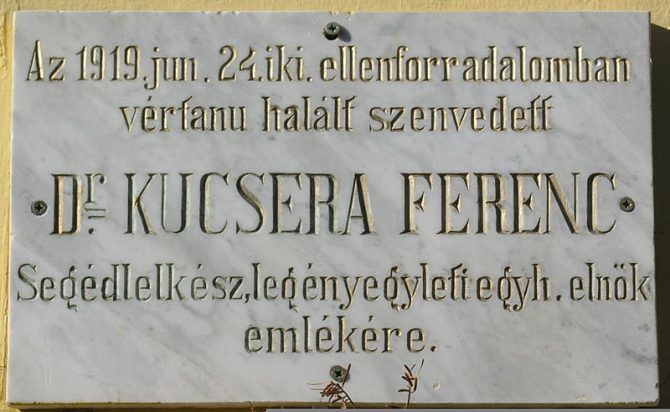 Az 1919.jun. 24.iki. ellenforradalomban
vértanu halált szenvedett
Dr. KUCSERA FERENC
Segédlelkész, legényegyleti egyh. elnök
emlékére.